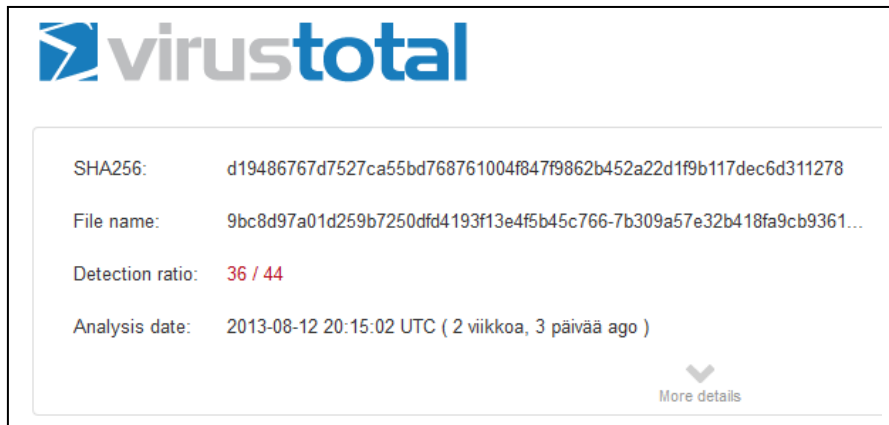 virustotal
SHA256: d19486767d7527ca55bd768761004f847f9862b452a22d1f9b117dec6d311278
File name: 9bc8d97a01d259b7250dfd4193f13e4f5b45c766-7b309a57e32b418fa9cb9361...
Detection ratio: 36 / 44
Analysis date: 2013-08-12 20:15:02 UTC ( 2 viikkoa, 3 päivää ago )
More details